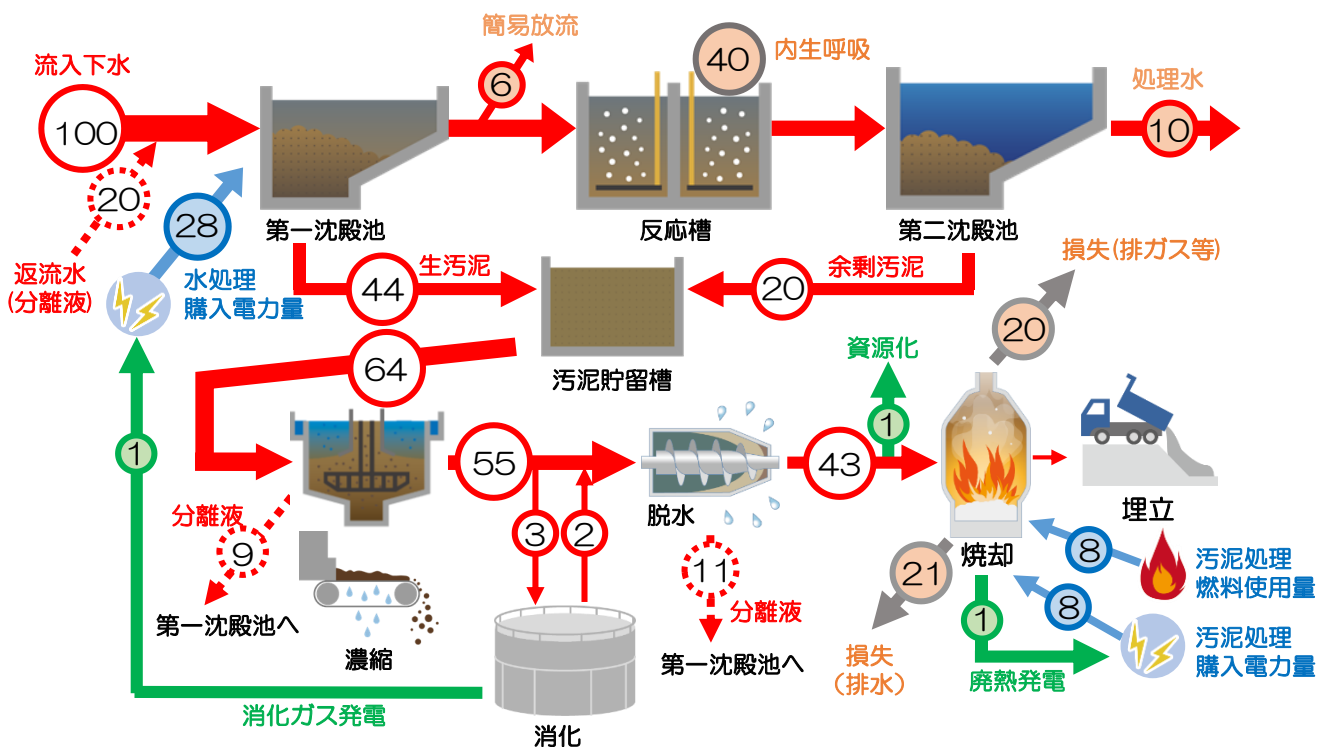 簡易放流
流入下水
6
40
内生呼吸
処理水
100
10
20
28
第一沈殿池
反応槽
第二沈殿池
返流水
(分離液)
水処理
購入電力量
生汚泥
44
余剰汚泥
20
損失(排ガス等)
20
64
汚泥貯留槽
資源化
1
1
55
43
分離液
9
3
2
脱水
埋立
焼却
8
汚泥処理
燃料使用量
21
11
第一沈殿池へ
濃縮
分離液
第一沈殿池へ
1
8
汚泥処理
購入電力量
損失
(排水)
廃熱発電
消化ガス発電
消化